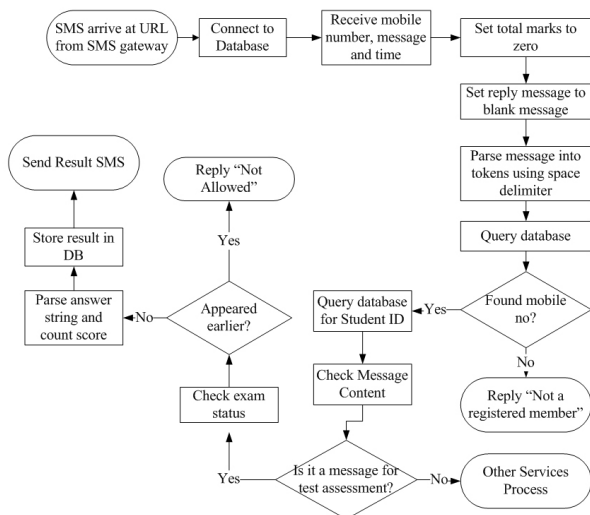 SMS arrive at URL
from SMS gateway
Connect to
Database
Receive mobile
number, message
and time
Set total marks to
zero
Set reply message to
blank message
Parse message into
tokens using space
delimiter
Query database
Found mobile
no?
No
Reply “Not a
registered member”
Yes
Query database
for Student ID
Check Message
Content
Is it a message for
test assessment?
No
Other Services
Process
Yes
Check exam
status
Appeared
earlier?
Yes
Reply “Not
Allowed”
No
Parse answer
string and
count score
Store result in
DB
Send Result SMS